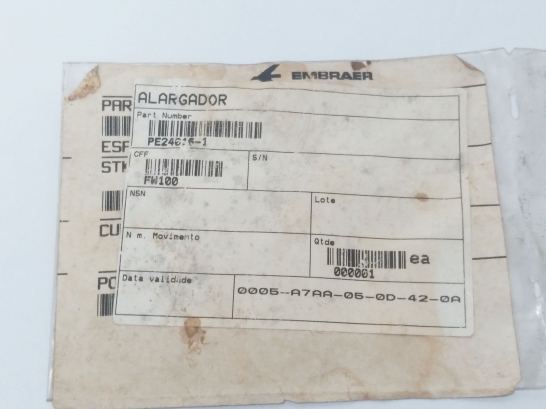 EMBRAER
ALARGADOR
PAR
Part Number
ESP
CFF
S/N
FW100
NSN
Lote
CU
N m. Movimento
Qtde
ea
000001
PO
Data validade
0005-A7AA-05-0D-42-0A